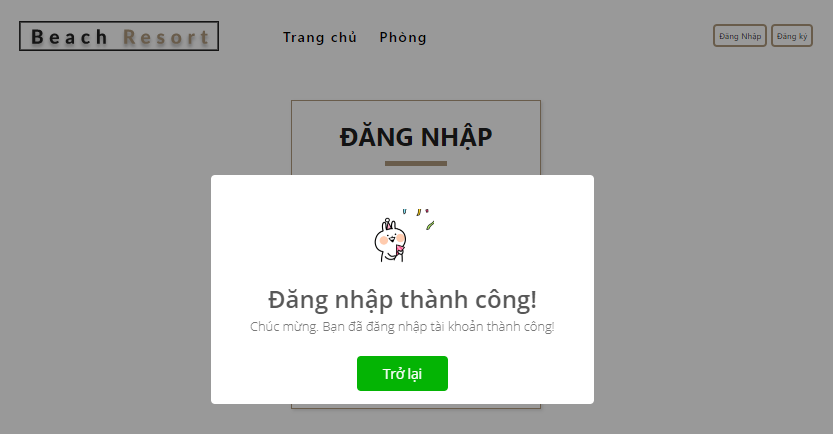 Beach Resort
Trang chủ
Phòng
Đăng Nhập
Đăng ký
ĐĂNG NHẬP
Đăng nhập thành công!
Chúc mừng. Bạn đã đăng nhập tài khoản thành công!
Trở lại